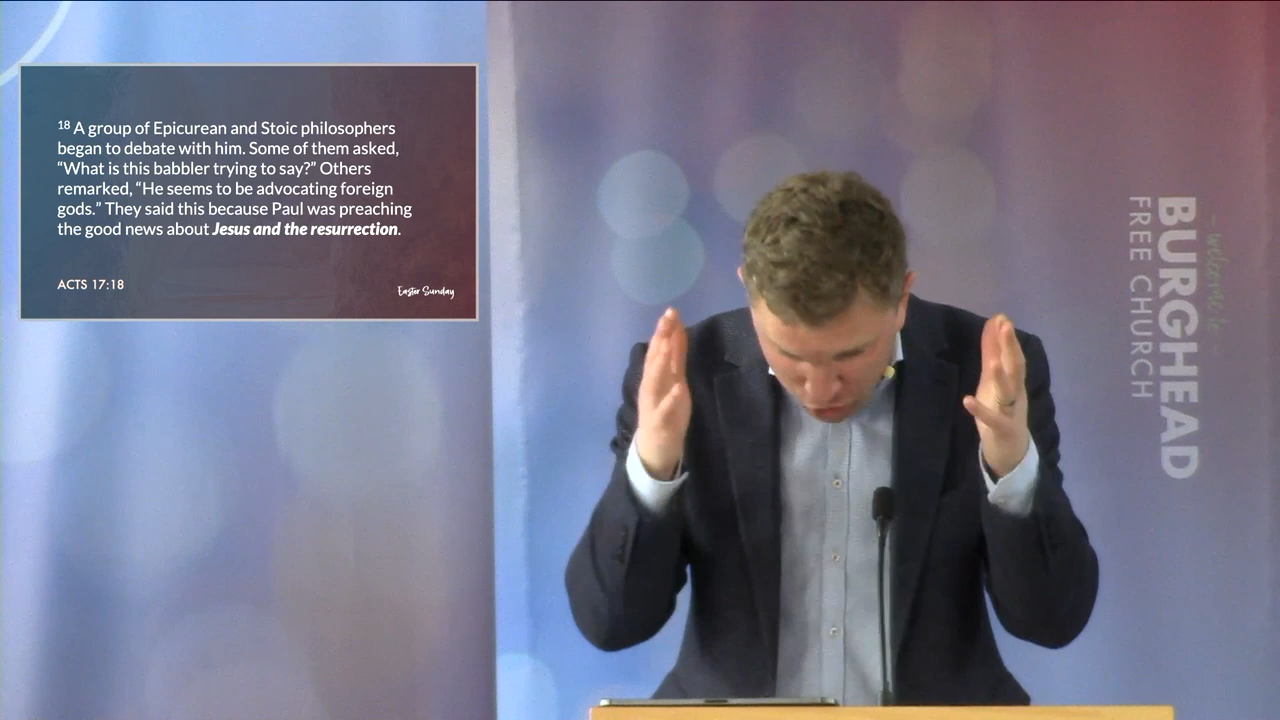 18 A group of Epicurean and Stoic philosophers
began to debate with him. Some of them asked,
“What is this babbler trying to say?” Others
remarked, “He seems to be advocating foreign
gods.” They said this because Paul was preaching
the good news about Jesus and the resurrection.
ACTS 17:18
Easter Sunday
- welcome to -
BURGHEAD
FREE CHURCH